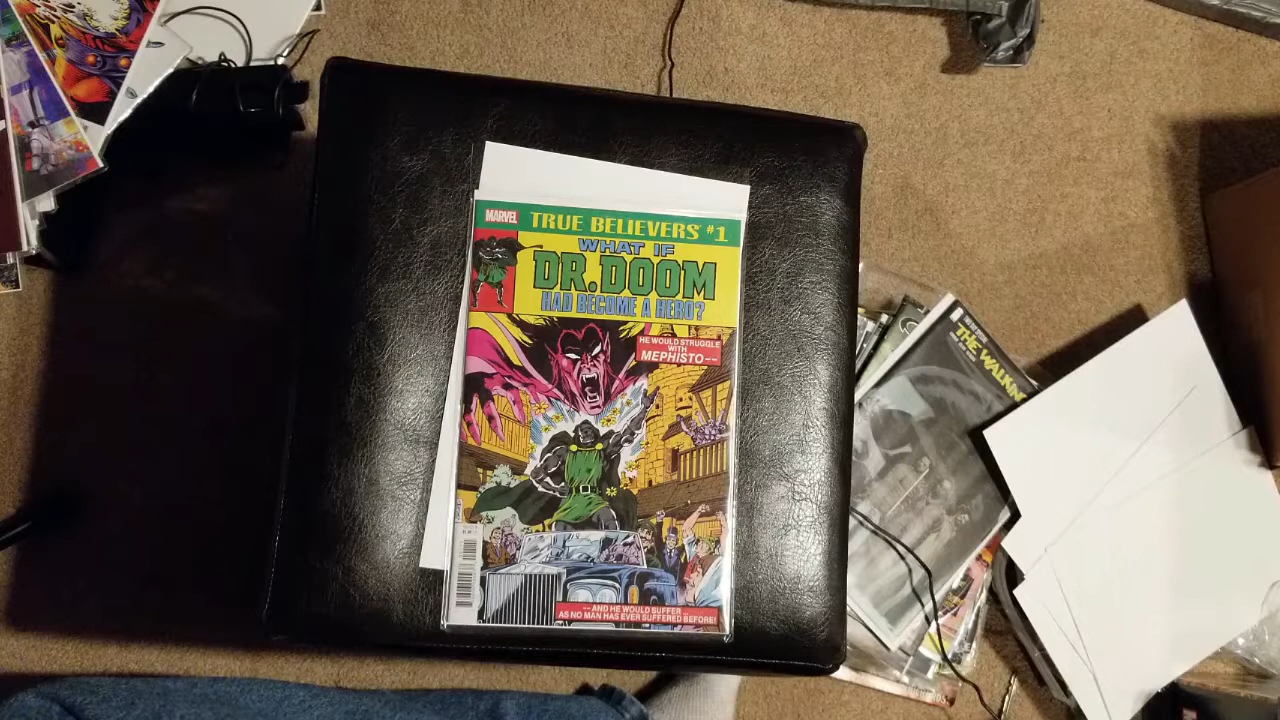 MARVEL
TRUE BELIEVERS #1
WHAT IF
DR. DOOM
HAD BECOME A HERO?
HE WOULD STRUGGLE
WITH
MEPHISTO--
--AND HE WOULD SUFFER
AS NO MAN HAS EVER SUFFERED BEFORE!
THE WALKIN